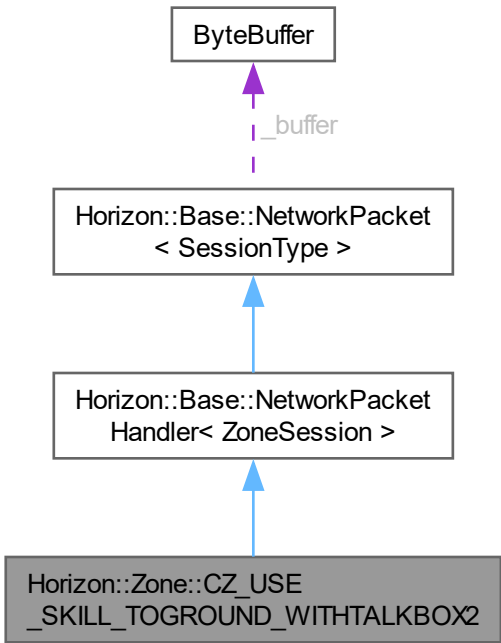 ByteBuffer
_buffer
Horizon::Base::NetworkPacket
< SessionType >
Horizon::Base::NetworkPacket
Handler< ZoneSession >
Horizon::Zone::CZ_USE
_SKILL_TOGROUND_WITHTALKBOX2